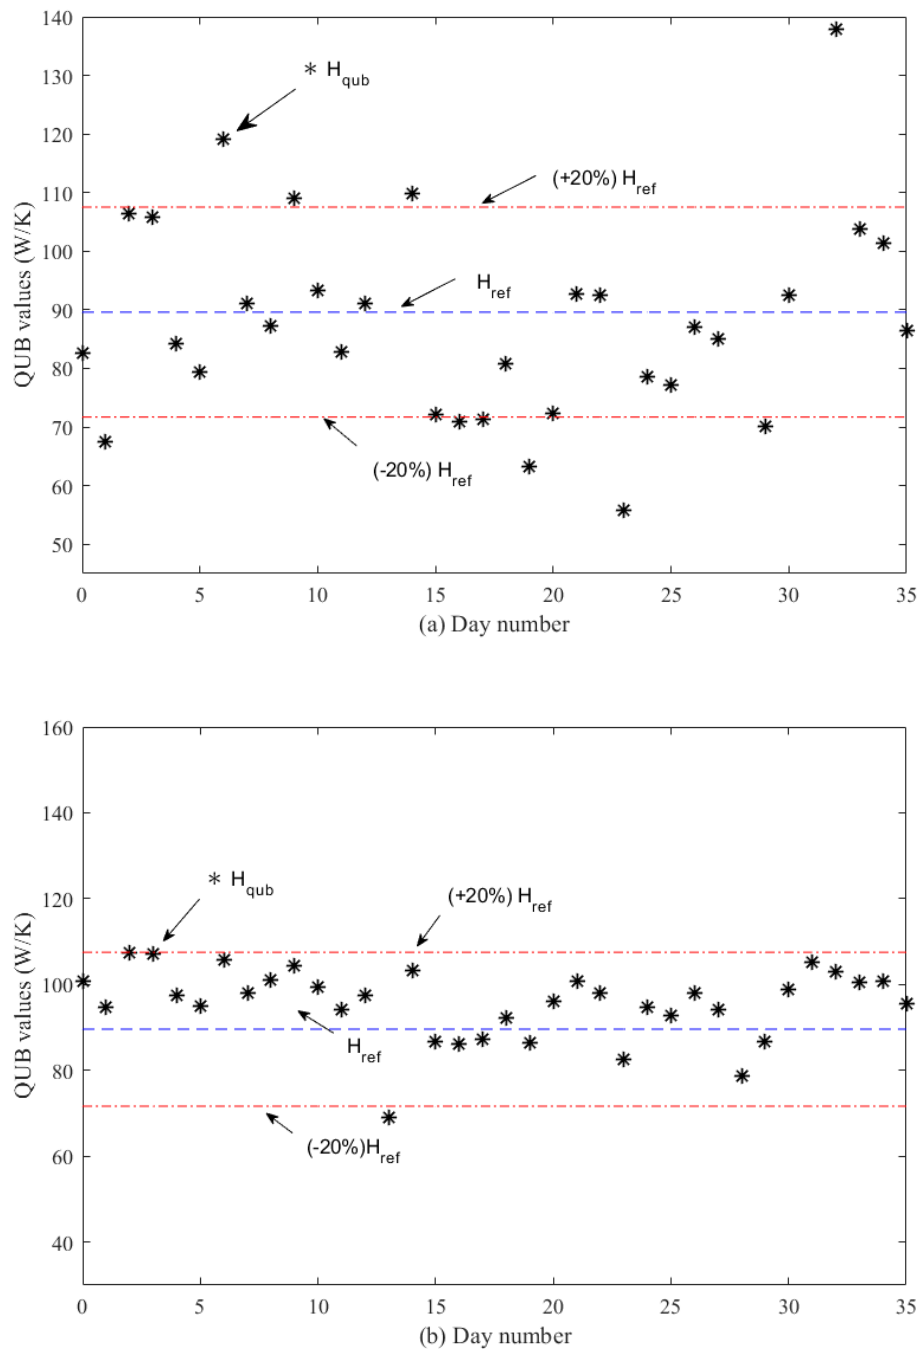 140
130
120
110
100
90
80
70
60
50
QUB values (W/K)
* H_qub
(+20%) H_ref
H_ref
(-20%) H_ref
0 5 10 15 20 25 30 35
(a) Day number
160
140
120
100
80
60
40
QUB values (W/K)
* H_qub
(+20%) H_ref
H_ref
(-20%)H_ref
0 5 10 15 20 25 30 35
(b) Day number